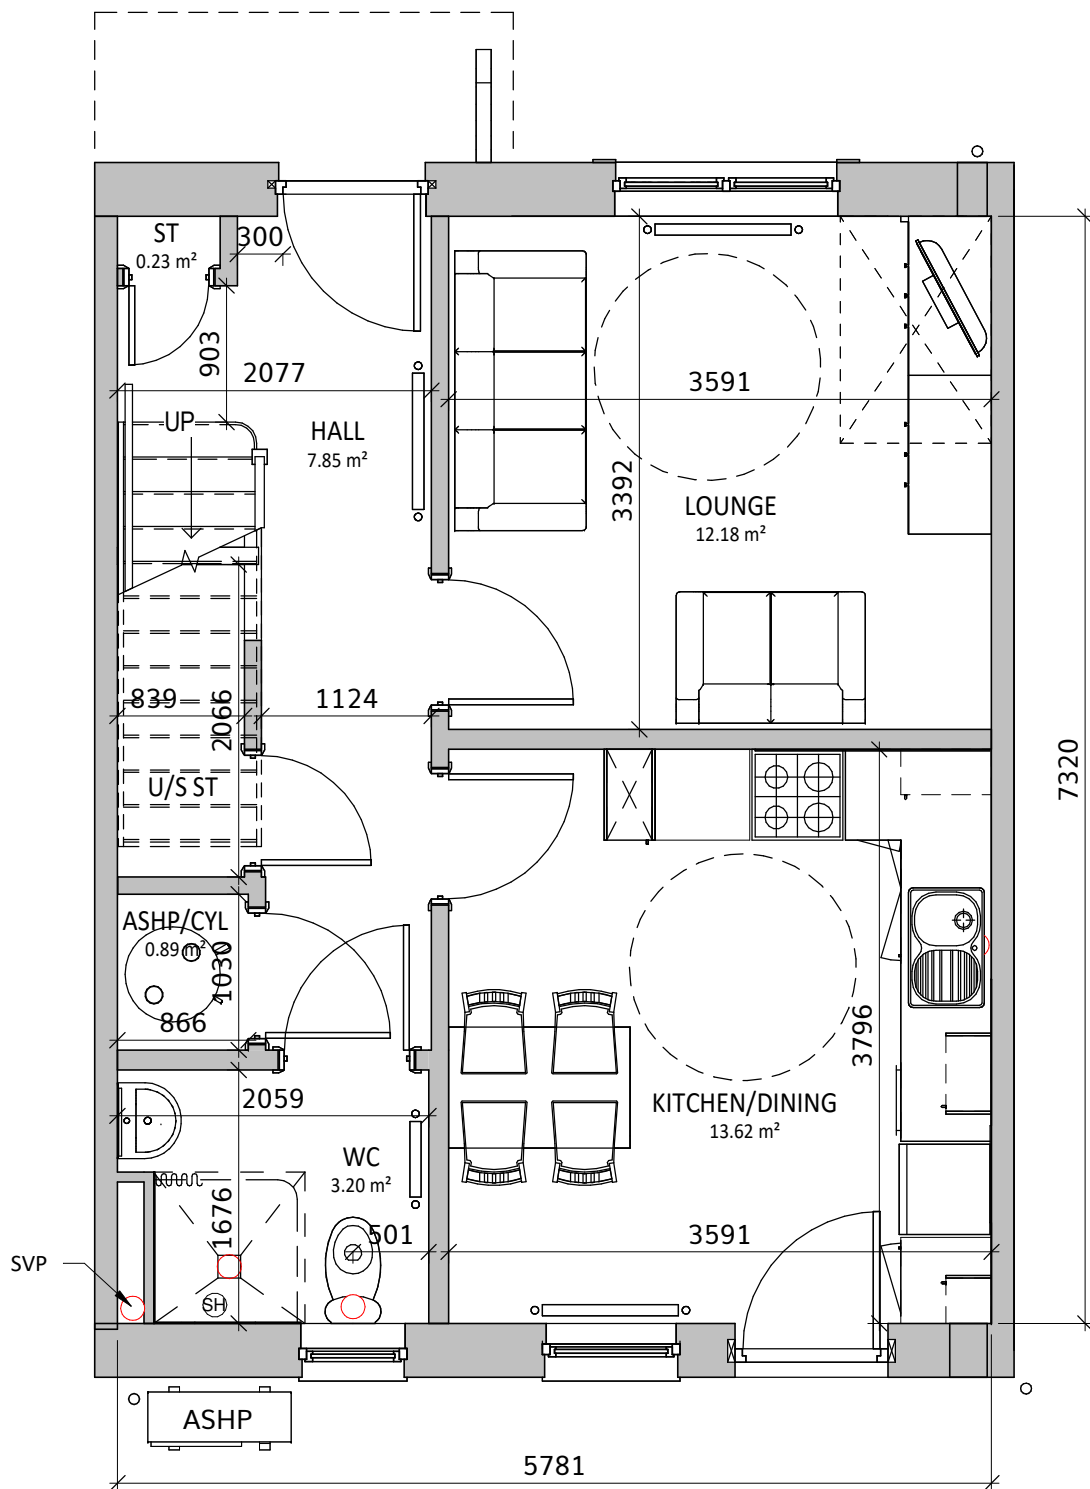 ST
0.23 m²
300
903
2077
3591
UP
HALL
7.85 m²
3392
LOUNGE
12.18 m²
839
2066
1124
U/S ST
7320
ASHP/CYL
0.89 m²
1030
866
3796
2059
KITCHEN/DINING
13.62 m²
WC
3.20 m²
1676
501
3591
SVP
SH
ASHP
5781